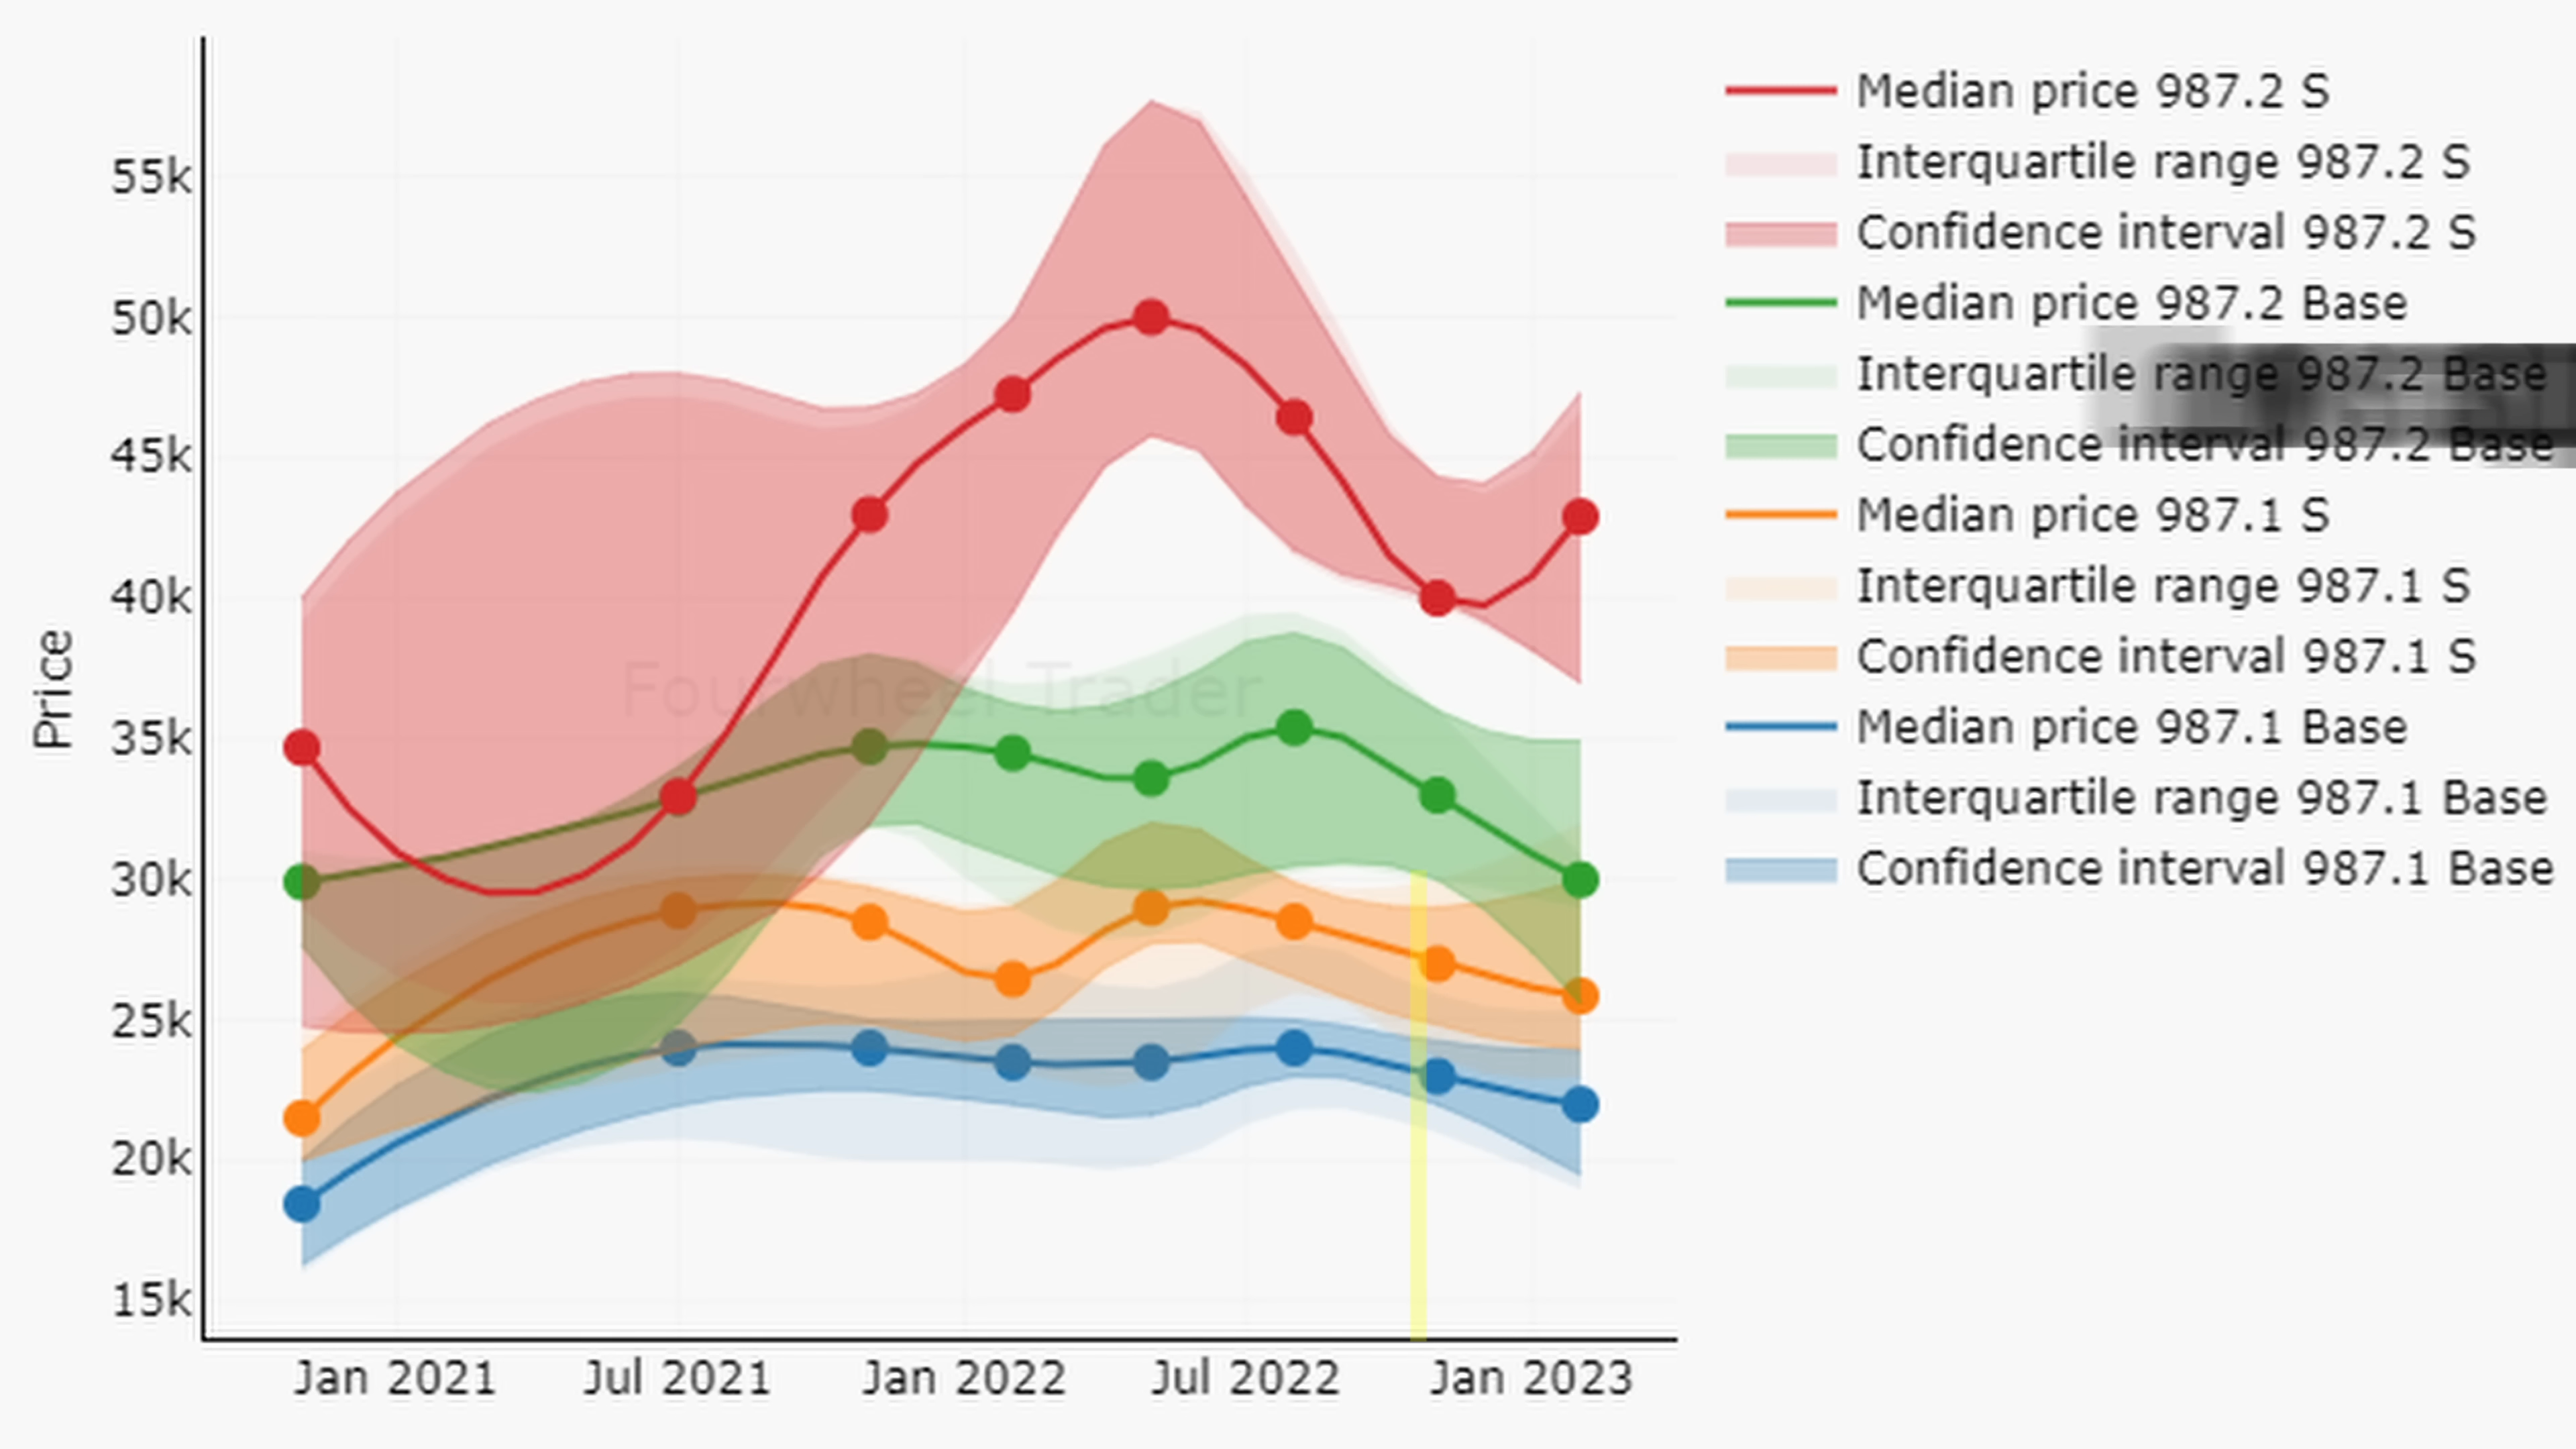 Median price 987.2 S
Interquartile range 987.2 S
Confidence interval 987.2 S
Median price 987.2 Base
Interquartile range 987.2 Base
Confidence interval 987.2 Base
Median price 987.1 S
Interquartile range 987.1 S
Confidence interval 987.1 S
Median price 987.1 Base
Interquartile range 987.1 Base
Confidence interval 987.1 Base
55k
50k
45k
40k
35k
30k
25k
20k
15k
Price
Fourwheel Trader
Jan 2021
Jul 2021
Jan 2022
Jul 2022
Jan 2023